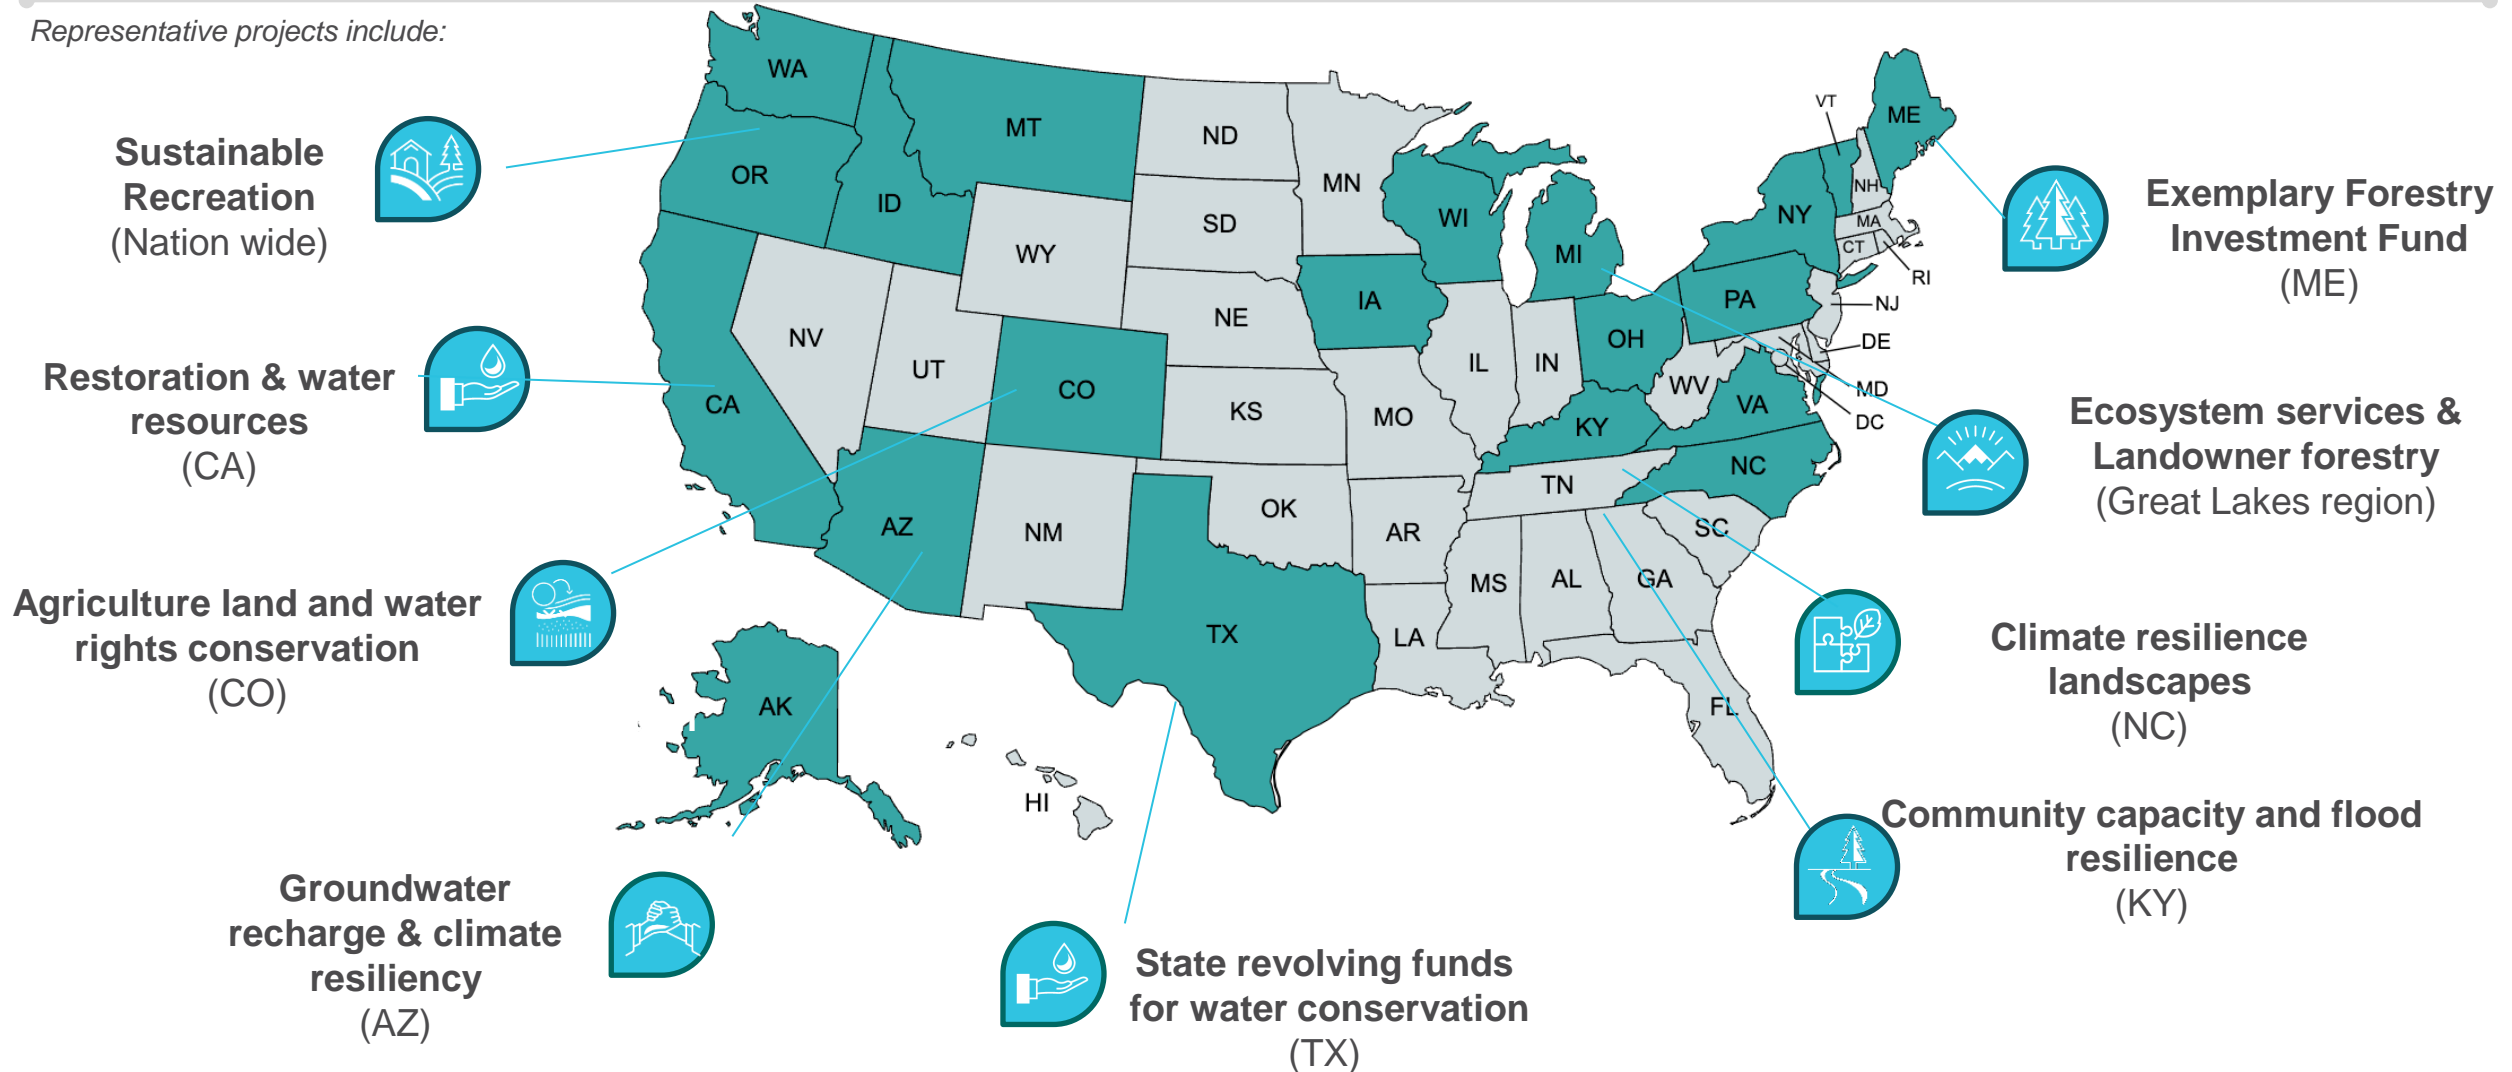 Representative projects include:
Sustainable
Recreation
(Nation wide)
Restoration & water
resources
(CA)
Agriculture land and water
rights conservation
(CO)
Groundwater
recharge & climate
resiliency
(AZ)
State revolving funds
for water conservation
(TX)
Exemplary Forestry
Investment Fund
(ME)
Ecosystem services &
Landowner forestry
(Great Lakes region)
Climate resilience
landscapes
(NC)
Community capacity and flood
resilience
(KY)
WA
OR
ID
MT
ND
SD
MN
WI
MI
WY
NE
IA
NV
UT
CO
CA
KS
MO
IL
IN
OH
PA
NY
VT
NH
ME
MA
CT
RI
NJ
DE
MD
DC
WV
VA
KY
NC
TN
SC
AZ
NM
OK
AR
MS
AL
GA
LA
TX
FL
AK
HI